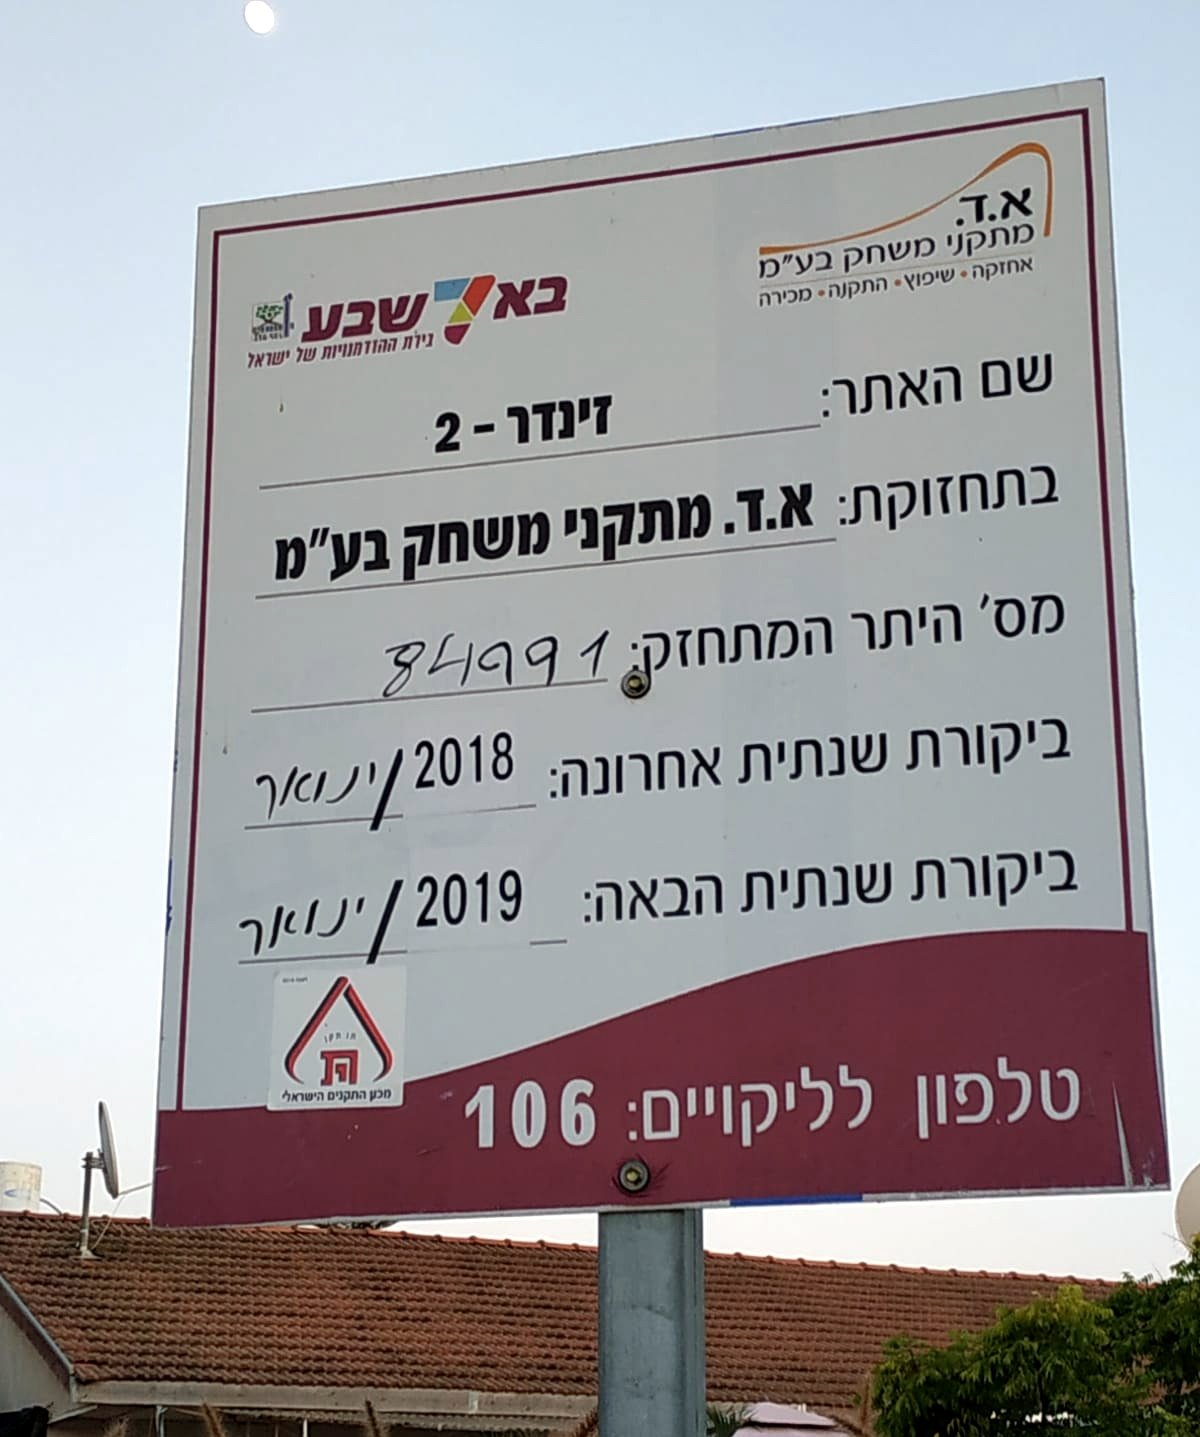 א.ד.
מתקני משחק בע"מ
אחזקה • שיפוץ • התקנה • מכירה
באר שבע
בירת ההזדמנויות של ישראל
שם האתר: זינדר - 2
בתחזוקת: א.ד. מתקני משחק בע"מ
מס' היתר המתחזק: 84991
ביקורת שנתית אחרונה: 2018/ינואר
ביקורת שנתית הבאה: 2019/ינואר
תו תקן
מכון התקנים הישראלי
טלפון לליקויים: 106